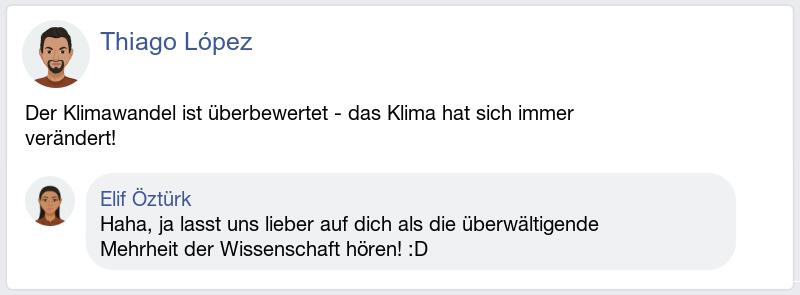 Thiago López
Der Klimawandel ist überbewertet - das Klima hat sich immer
verändert!
Elif Öztürk
Haha, ja lasst uns lieber auf dich als die überwältigende
Mehrheit der Wissenschaft hören! :D